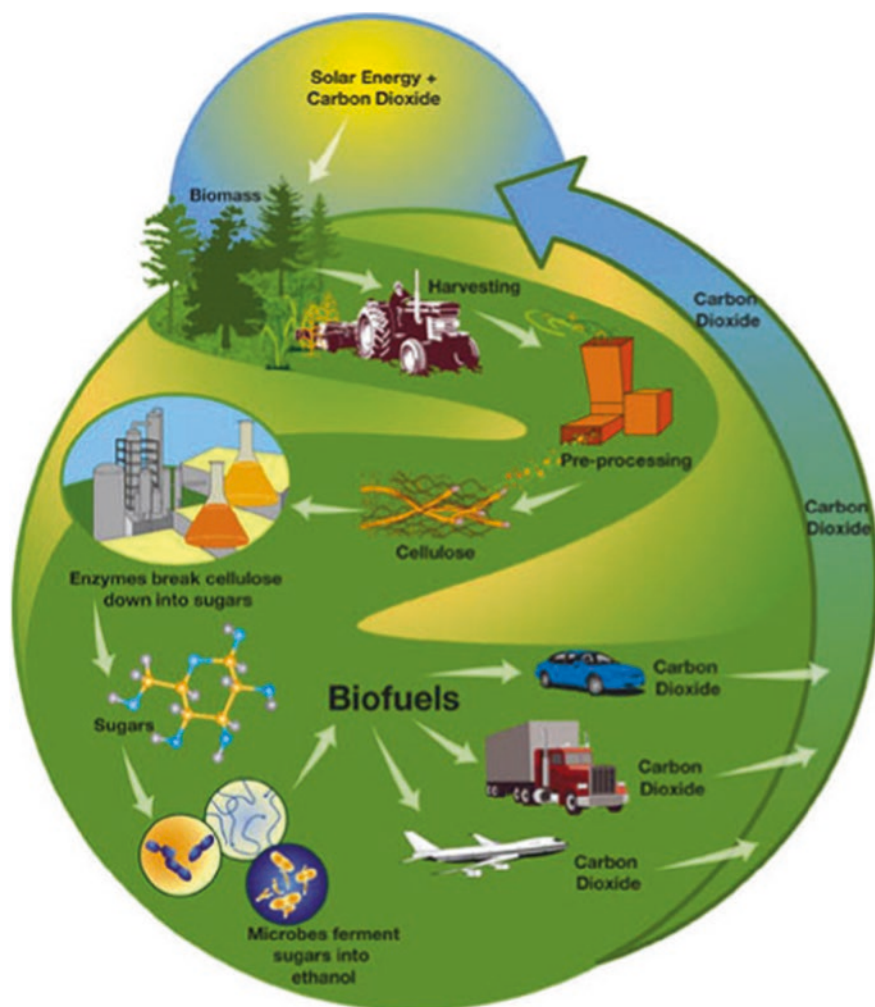 Solar Energy +
Carbon Dioxide
Biomass
Harvesting
Carbon
Dioxide
Pre-processing
Carbon
Dioxide
Cellulose
Enzymes break cellulose
down into sugars
Sugars
Biofuels
Carbon
Dioxide
Carbon
Dioxide
Carbon
Dioxide
Microbes ferment
sugars into
ethanol